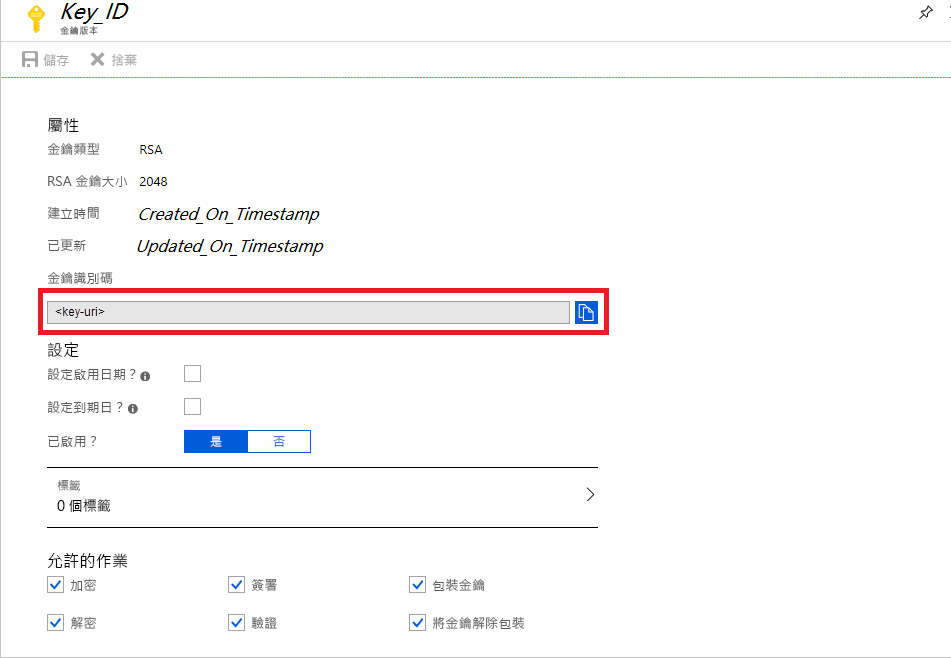 Key_ID
金鑰版本
儲存 捨棄
屬性
金鑰類型 RSA
RSA 金鑰大小 2048
建立時間 Created_On_Timestamp
已更新 Updated_On_Timestamp
金鑰識別碼
<key-uri>
設定
設定啟用日期？
設定到期日？
已啟用？ 是 否
標籤
0 個標籤
允許的作業
加密 簽署 包裝金鑰
解密 驗證 將金鑰解除包裝